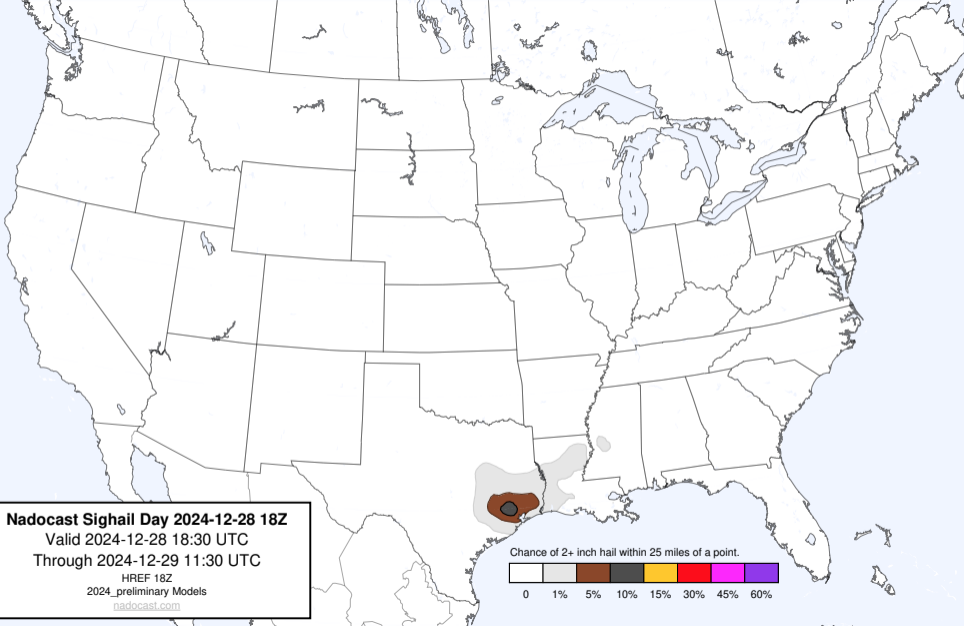 Nadocast Sighail Day 2024-12-28 18Z
Valid 2024-12-28 18:30 UTC
Through 2024-12-29 11:30 UTC
HREF 18Z
2024_preliminary Models
nadocast.com
Chance of 2+ inch hail within 25 miles of a point.
0 1% 5% 10% 15% 30% 45% 60%